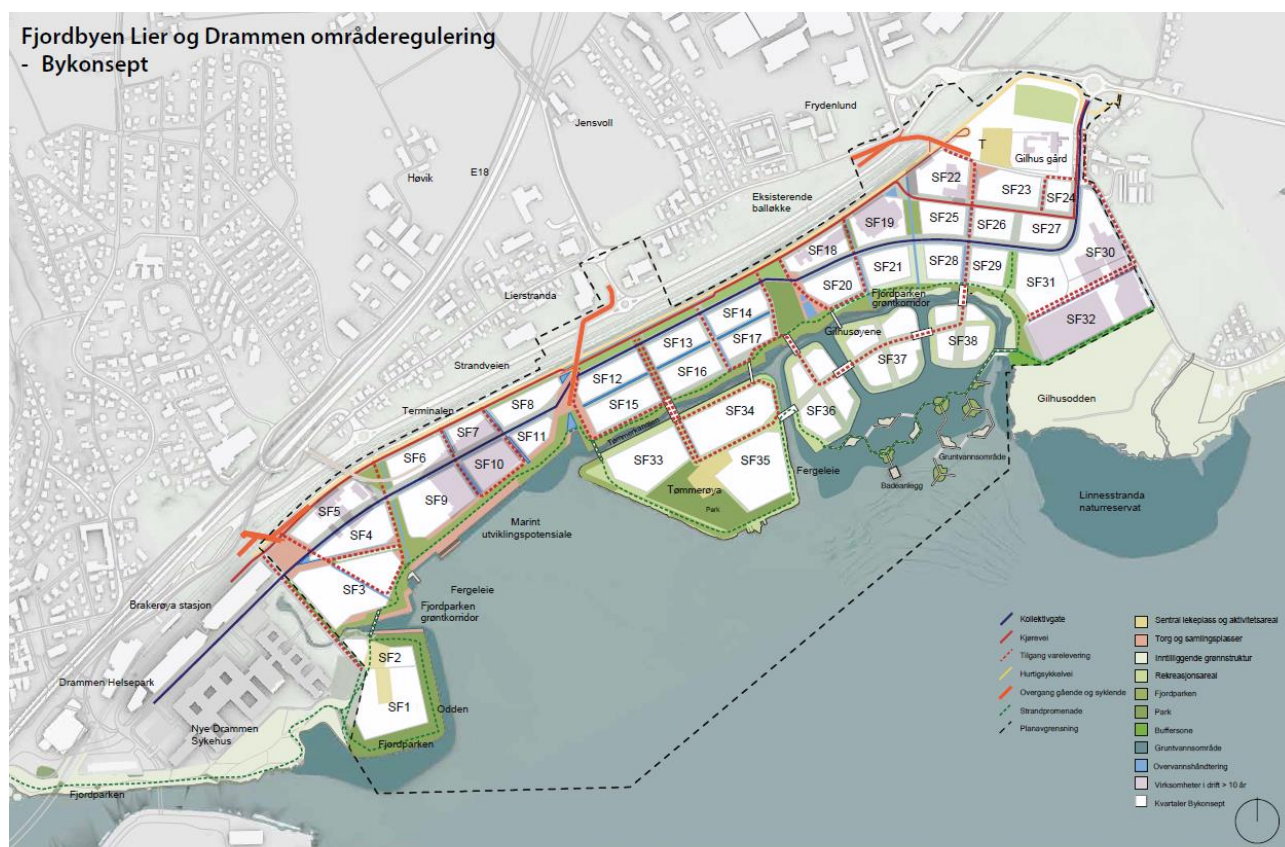 Fjordbyen Lier og Drammen områderegulering
- Bykonsept
Frydenlund
Jensvoll
T
Gilhus gård
Høvik
E18
SF22
SF23
SF24
Eksisterende
balløkke
SF19
SF25
SF26
SF27
SF30
SF18
SF21
SF28
SF29
SF31
SF20
Fjordparken
grøntkorridor
Lierstranda
SF14
SF32
SF13
SF17
Gilhusøyene
SF38
SF37
Strandveien
SF12
SF16
SF8
SF15
SF34
SF36
Gilhusodden
Terminalen
SF7
SF11
Tømmerkanalen
SF6
SF10
SF33
SF35
Fergeleie
Gruntvannsområde
Tømmerøya
Badeanlegg
SF9
Park
Linnesstranda
naturreservat
SF5
SF4
Marint
utviklingspotensiale
SF3
Fergeleie
Brakerøya stasjon
Fjordparken
grøntkorridor
SF2
Drammen Helsepark
SF1
Odden
Nye Drammen
Sykehus
Fjordparken
Fjordparken
Kollektivgate
Kjørevei
Tilgang varelevering
Hurtigsykkelvei
Overgang gående og syklende
Strandpromenade
Planavgrensning
Sentral lekeplass og aktivitetsareal
Torg og samlingsplasser
Inntilliggende grønnstruktur
Rekreasjonsareal
Fjordparken
Park
Buffersone
Gruntvannsområde
Overvannshåndtering
Virksomheter i drift > 10 år
Kvartaler Bykonsept